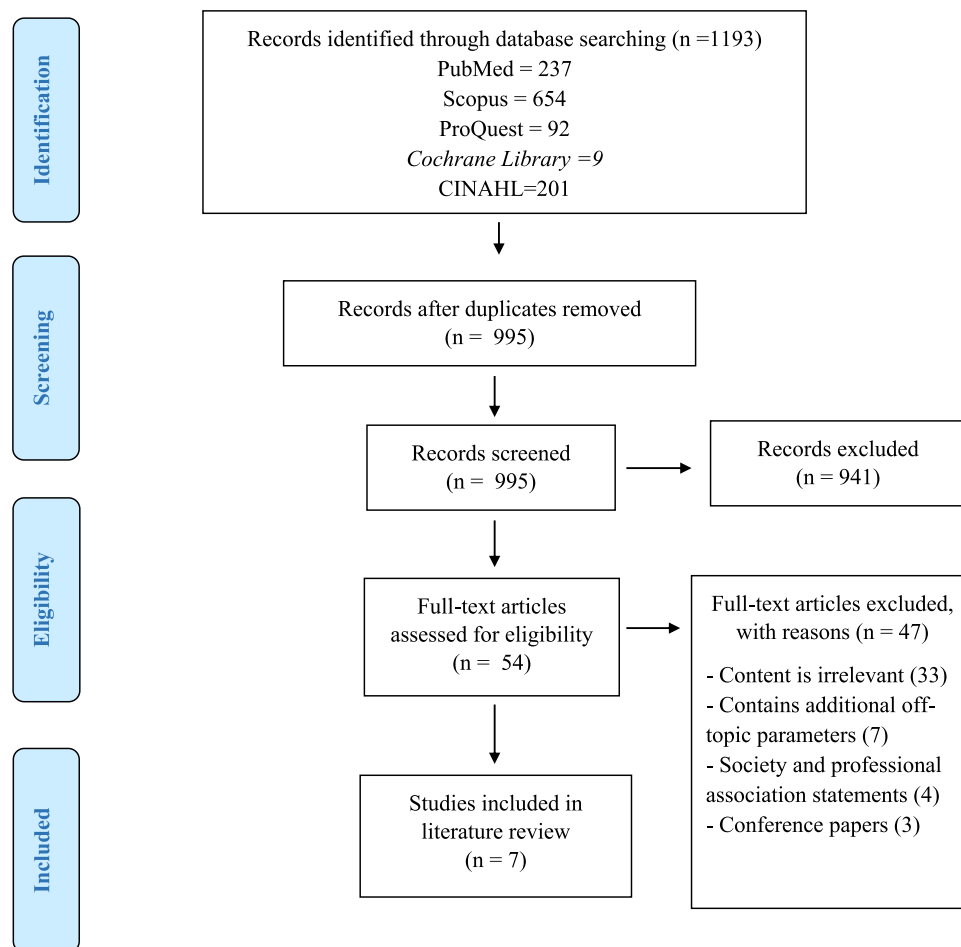 Identification
Records identified through database searching (n =1193)
PubMed = 237
Scopus = 654
ProQuest = 92
Cochrane Library =9
CINAHL=201
Screening
Records after duplicates removed
(n = 995)
Records screened
(n = 995)
Records excluded
(n = 941)
Eligibility
Full-text articles
assessed for eligibility
(n = 54)
Full-text articles excluded,
with reasons (n = 47)
- Content is irrelevant (33)
- Contains additional off-
topic parameters (7)
- Society and professional
association statements (4)
- Conference papers (3)
Included
Studies included in
literature review
(n = 7)